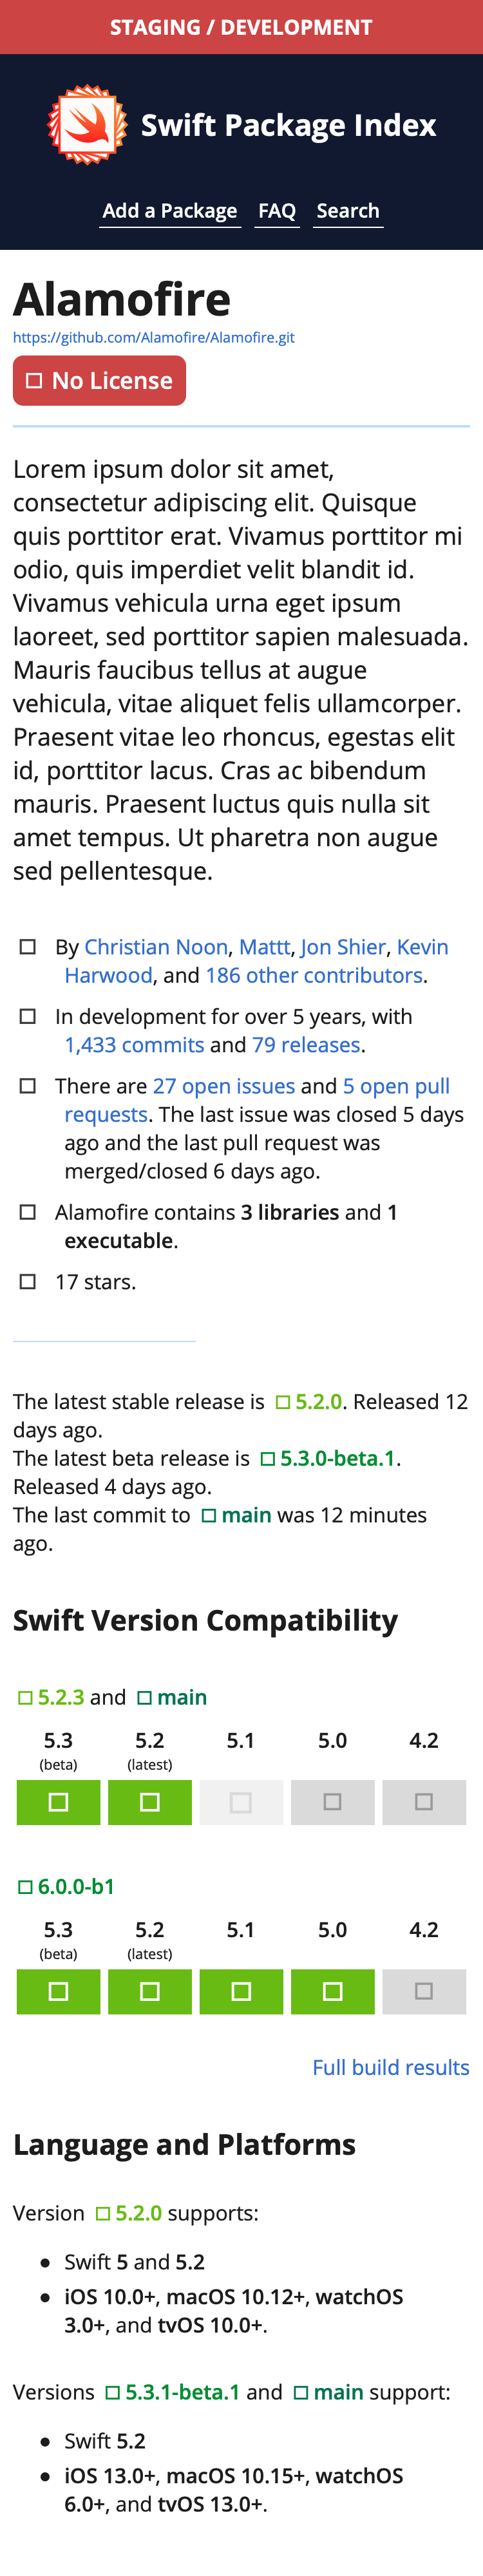 STAGING / DEVELOPMENT
Swift Package Index
Add a Package FAQ Search
Alamofire
https://github.com/Alamofire/Alamofire.git
No License
Lorem ipsum dolor sit amet,
consectetur adipiscing elit. Quisque
quis porttitor erat. Vivamus porttitor mi
odio, quis imperdiet velit blandit id.
Vivamus vehicula urna eget ipsum
laoreet, sed porttitor sapien malesuada.
Mauris faucibus tellus at augue
vehicula, vitae aliquet felis ullamcorper.
Praesent vitae leo rhoncus, egestas elit
id, porttitor lacus. Cras ac bibendum
mauris. Praesent luctus quis nulla sit
amet tempus. Ut pharetra non augue
sed pellentesque.
By Christian Noon, Mattt, Jon Shier, Kevin
Harwood, and 186 other contributors.
In development for over 5 years, with
1,433 commits and 79 releases.
There are 27 open issues and 5 open pull
requests. The last issue was closed 5 days
ago and the last pull request was
merged/closed 6 days ago.
Alamofire contains 3 libraries and 1
executable.
17 stars.
The latest stable release is 5.2.0. Released 12
days ago.
The latest beta release is 5.3.0-beta.1.
Released 4 days ago.
The last commit to main was 12 minutes
ago.
Swift Version Compatibility
5.2.3 and main
5.3 5.2 5.1 5.0 4.2
(beta) (latest)
6.0.0-b1
5.3 5.2 5.1 5.0 4.2
(beta) (latest)
Full build results
Language and Platforms
Version 5.2.0 supports:
• Swift 5 and 5.2
• iOS 10.0+, macOS 10.12+, watchOS
3.0+, and tvOS 10.0+.
Versions 5.3.1-beta.1 and main support:
• Swift 5.2
• iOS 13.0+, macOS 10.15+, watchOS
6.0+, and tvOS 13.0+.